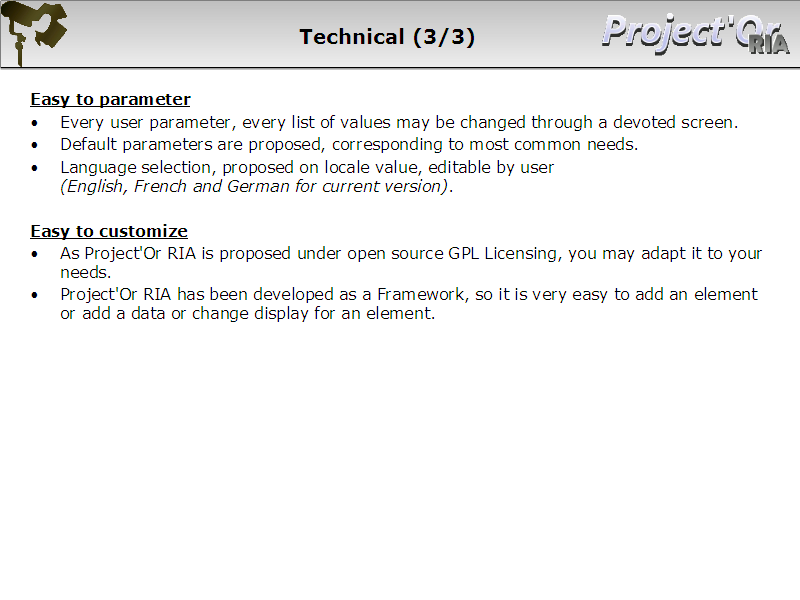 Technical (3/3)
Project'Or
RIA
Easy to parameter
• Every user parameter, every list of values may be changed through a devoted screen.
• Default parameters are proposed, corresponding to most common needs.
• Language selection, proposed on locale value, editable by user
(English, French and German for current version).
Easy to customize
• As Project'Or RIA is proposed under open source GPL Licensing, you may adapt it to your
needs.
• Project'Or RIA has been developed as a Framework, so it is very easy to add an element
or add a data or change display for an element.